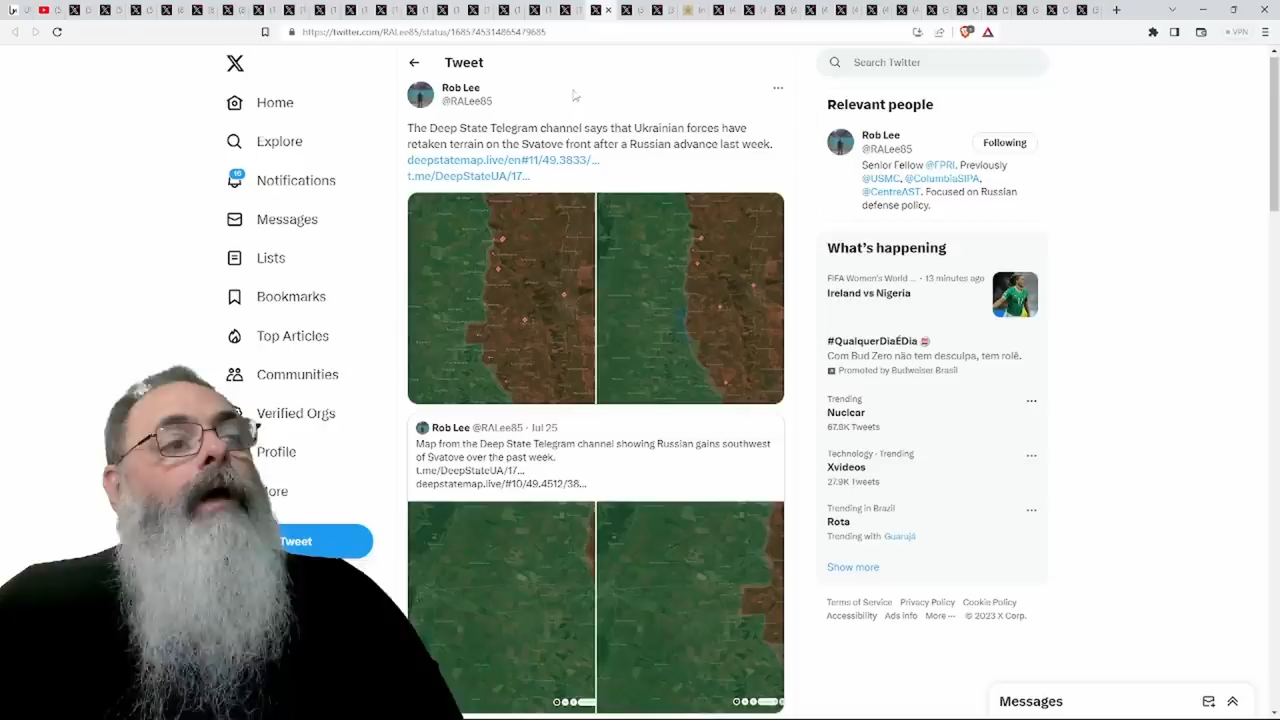 https://twitter.com/RALee85/status/1685745314865479685
VPN
Home
Explore
16
Notifications
Messages
Lists
Bookmarks
Top Articles
Communities
Verified Orgs
Profile
ore
Tweet
Tweet
Rob Lee
@RALee85
The Deep State Telegram channel says that Ukrainian forces have
retaken terrain on the Svatove front after a Russian advance last week.
deepstatemap.live/en#11/49.3833/...
t.me/DeepStateUA/17...
Rob Lee @RALee85 · Jul 25
Map from the Deep State Telegram channel showing Russian gains southwest
of Svatove over the past week.
t.me/DeepStateUA/17...
deepstatemap.live/#10/49.4512/38...
Search Twitter
Relevant people
Rob Lee
@RALee85
Following
Senior Fellow @FPRI. Previously
@USMC, @ColumbiaSIPA,
@CentreAST. Focused on Russian
defense policy.
What's happening
FIFA Women's World ... · 13 minutes ago
Ireland vs Nigeria
#QualquerDiaÉDia
Com Bud Zero não tem desculpa, tem rolê.
Promoted by Budweiser Brasil
Trending
Nuclear
67.8K Tweets
Technology · Trending
Xvideos
27.9K Tweets
Trending in Brazil
Rota
Trending with Guarujá
Show more
Terms of Service Privacy Policy Cookie Policy
Accessibility Ads info More ... © 2023 X Corp.
Messages